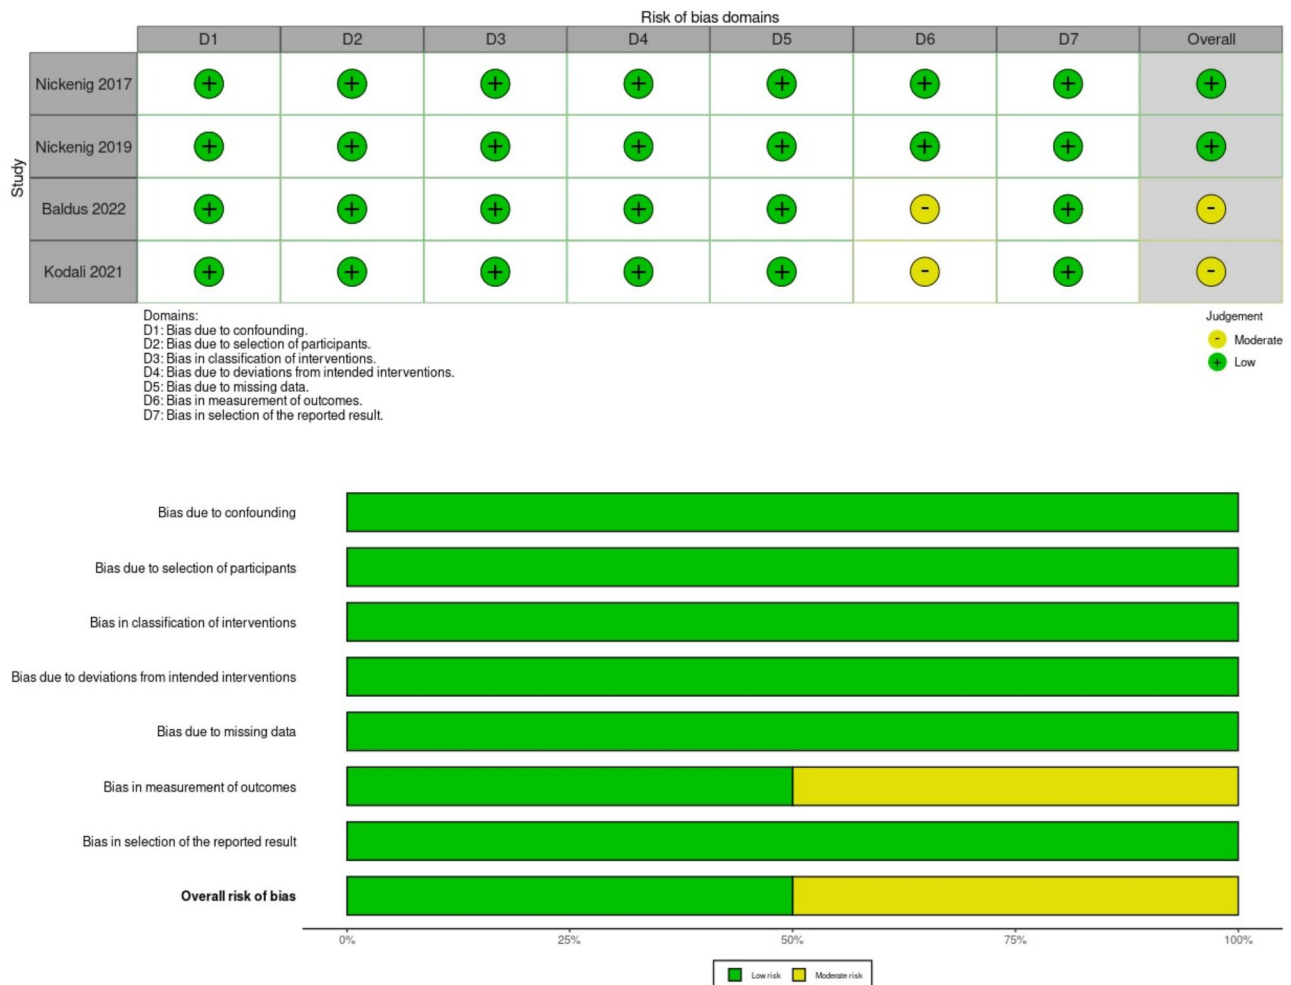 Risk of bias domains
D1 D2 D3 D4 D5 D6 D7 Overall
Study
Nickenig 2017 + + + + + + + +
Nickenig 2019 + + + + + + + +
Baldus 2022 + + + + + - + -
Kodali 2021 + + + + + - + -
Domains:
D1: Bias due to confounding.
D2: Bias due to selection of participants.
D3: Bias in classification of interventions.
D4: Bias due to deviations from intended interventions.
D5: Bias due to missing data.
D6: Bias in measurement of outcomes.
D7: Bias in selection of the reported result.
Judgement
- Moderate
+ Low
Bias due to confounding
Bias due to selection of participants
Bias in classification of interventions
Bias due to deviations from intended interventions
Bias due to missing data
Bias in measurement of outcomes
Bias in selection of the reported result
Overall risk of bias
0% 25% 50% 75% 100%
Low risk Moderate risk